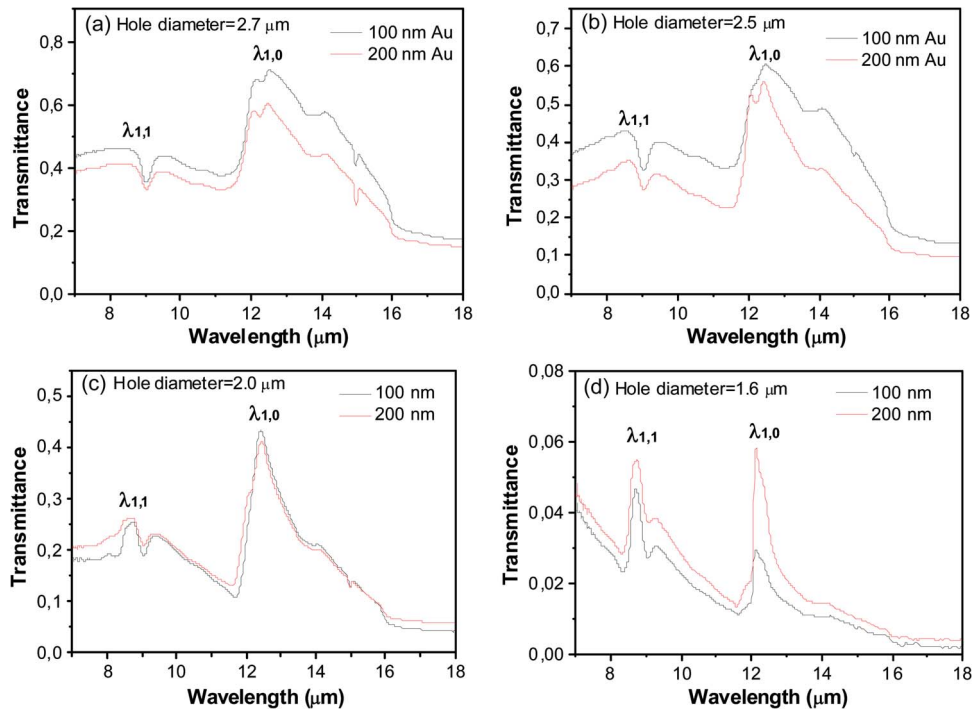 (a) Hole diameter=2.7 μm
100 nm Au
200 nm Au
λ1,0
λ1,1
0,8
0,6
0,4
0,2
0,0
Transmittance
8 10 12 14 16 18
Wavelength (μm)
(b) Hole diameter=2.5 μm
100 nm Au
200 nm Au
λ1,0
λ1,1
0,7
0,6
0,5
0,4
0,3
0,2
0,1
0,0
Transmittance
8 10 12 14 16 18
Wavelength (μm)
(c) Hole diameter=2.0 μm
100 nm
200 nm
λ1,0
λ1,1
0,5
0,4
0,3
0,2
0,1
0,0
Transmittance
8 10 12 14 16 18
Wavelength (μm)
(d) Hole diameter=1.6 μm
100 nm
200 nm
λ1,1
λ1,0
0,08
0,06
0,04
0,02
0,00
Transmittance
8 10 12 14 16 18
Wavelength (μm)